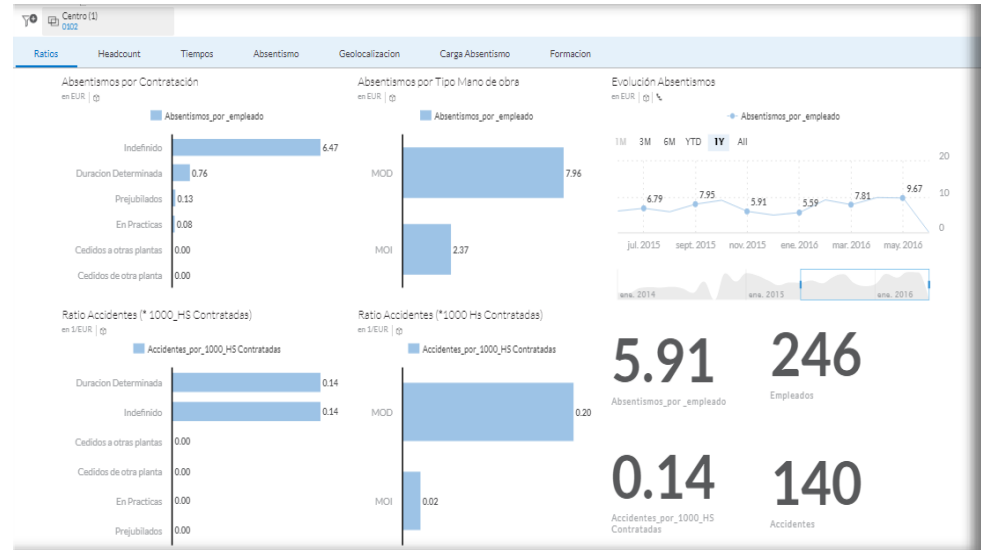 Centro (1)
0102
Ratios Headcount Tiempos Absentismo Geolocalizacion Carga Absentismo Formacion
Absentismos por Contratación
en EUR
Absentismos_por _empleado
Indefinido 6.47
Duracion Determinada 0.76
Prejubilados 0.13
En Practicas 0.08
Cedidos a otras plantas 0.00
Cedidos de otra planta 0.00
Absentismos por Tipo Mano de obra
en EUR
Absentismos_por _empleado
MOD 7.96
MOI 2.37
Evolución Absentismos
en EUR
Absentismos_por _empleado
1M 3M 6M YTD 1Y All
20
10
0
6.79 7.95 5.91 5.59 7.81 9.67
jul. 2015 sept. 2015 nov. 2015 ene. 2016 mar. 2016 may. 2016
ene. 2014 ene. 2015 ene. 2016
Ratio Accidentes (* 1000_HS Contratadas)
en 1/EUR
Accidentes_por_1000_HS Contratadas
Duracion Determinada 0.14
Indefinido 0.14
Cedidos a otras plantas 0.00
Cedidos de otra planta 0.00
En Practicas 0.00
Prejubilados 0.00
Ratio Accidentes (*1000 Hs Contratadas)
en 1/EUR
Accidentes_por_1000_HS Contratadas
MOD 0.20
MOI 0.02
5.91
Absentismos_por _empleado
246
Empleados
0.14
Accidentes_por_1000_HS
Contratadas
140
Accidentes